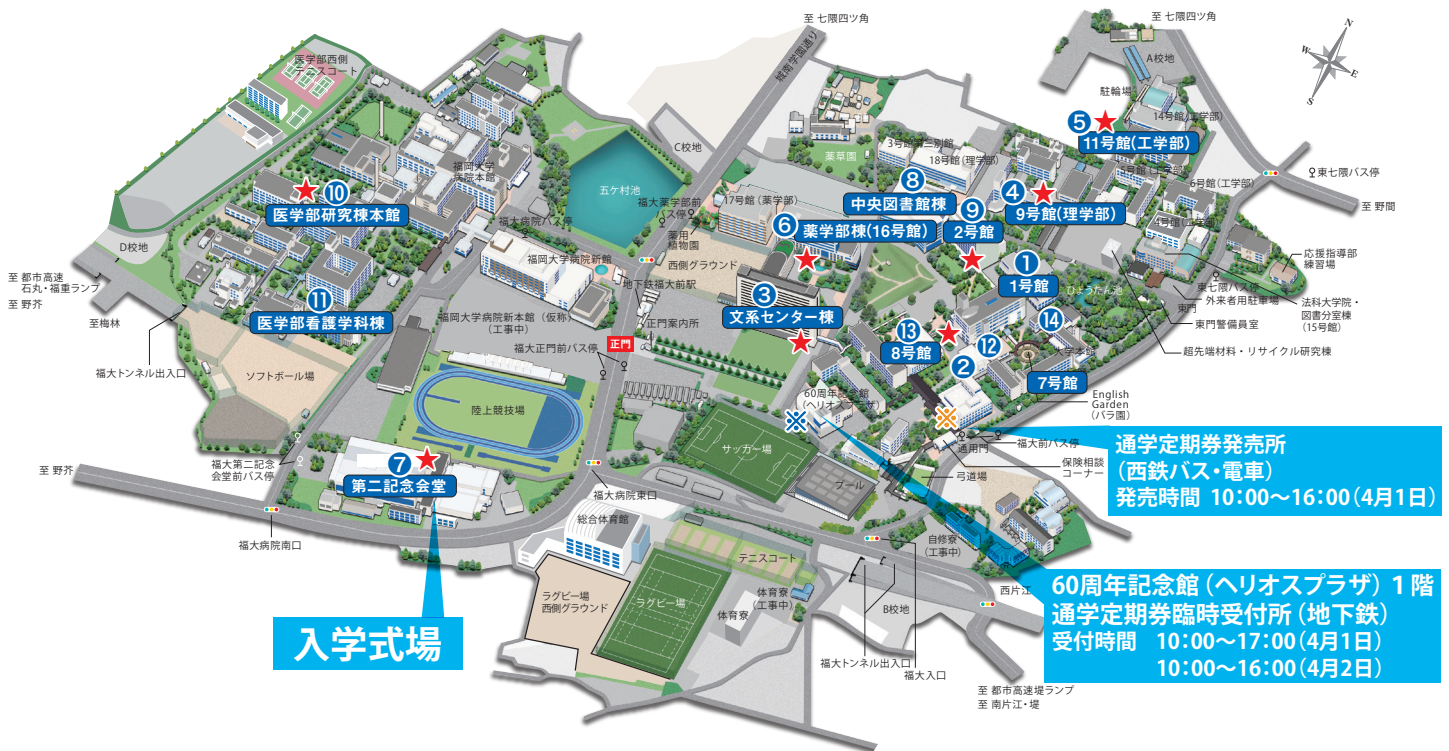 至 七隈四ツ角
至 七隈四ツ角
城南学園通り
N
W
E
S
医学部西側
テニスコート
A校地
駐輪場
14号館(工学部)
⑤
11号館(工学部)
C校地
薬草園
3号館第三別館
18号館(理学部)
6号館(工学部)
東七隈バス停
至 野間
福岡大学
病院本館
五ケ村池
⑩
医学部研究棟本館
福大薬学部前
バス停
17号館(薬学部)
⑧
中央図書館棟
④
9号館(理学部)
4号館(工学部)
薬用
植物園
⑥
薬学部棟(16号館)
⑨
2号館
福大病院バス停
D校地
福岡大学病院新館
西側グラウンド
①
1号館
応援指導部
練習場
至 都市高速
石丸・福重ランプ
至 野芥
至梅林
⑪
医学部看護学科棟
地下鉄福大前駅
③
文系センター棟
ひょうたん池
東七隈バス停
外来者用駐車場
東門
法科大学院・
図書分室棟
(15号館)
東門警備員室
福岡大学病院新本館(仮称)
(工事中)
正門案内所
正門
福大正門前バス停
⑬
8号館
⑫
⑭
大学本館
超先端材料・リサイクル研究棟
福大トンネル出入口
ソフトボール場
②
7号館
陸上競技場
60周年記念館
(ヘリオスプラザ)
English
Garden
(バラ園)
※
※
通用門
福大前バス停
サッカー場
保険相談
コーナー
弓道場
プール
通学定期券発売所
(西鉄バス・電車)
発売時間 10:00〜16:00(4月1日)
至 野芥
福大第二記念
会堂前バス停
⑦
第二記念会堂
福大病院東口
福大病院南口
総合体育館
テニスコート
自修寮
(工事中)
ラグビー場
西側グラウンド
ラグビー場
体育寮
(工事中)
体育寮
B校地
西片江
入学式場
60周年記念館(ヘリオスプラザ)1階
通学定期券臨時受付所(地下鉄)
受付時間 10:00〜17:00(4月1日)
10:00〜16:00(4月2日)
福大トンネル出入口
福大入口
至 都市高速堤ランプ
至 南片江・堤